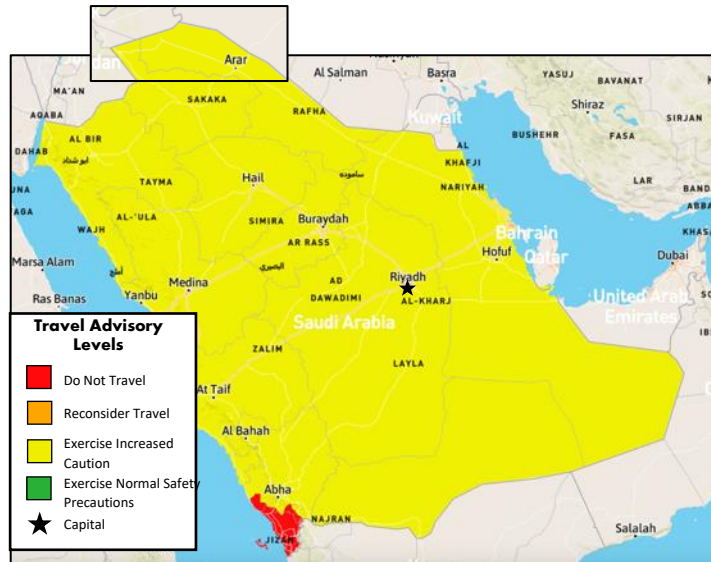 Jordan
Arar
Al Salman
Basra
YASUJ
BAVANAT
MA'AN
SAKAKA
RAFHA
Kuwait
Shiraz
SIRJAN
AQABA
AL BIR
BUSHEHR
FASA
DAHAB
ابو شداد
AL
KHAFJI
Hail
TAYMA
NARIYAH
LAR
BANDA
AL-'ULA
SIMIRA
Buraydah
WAJH
AR RASS
Bahrain
Qatar
Hofuf
Dubai
Marsa Alam
Medina
البصيري
AD
DAWADIMI
Riyadh
AL-KHARJ
United Arab
Emirates
Ras Banas
Yanbu
Saudi Arabia
ZALIM
LAYLA
At Taif
Al Bahah
Abha
NAJRAN
JIZAN
Salalah
Travel Advisory
Levels
Do Not Travel
Reconsider Travel
Exercise Increased
Caution
Exercise Normal Safety
Precautions
Capital